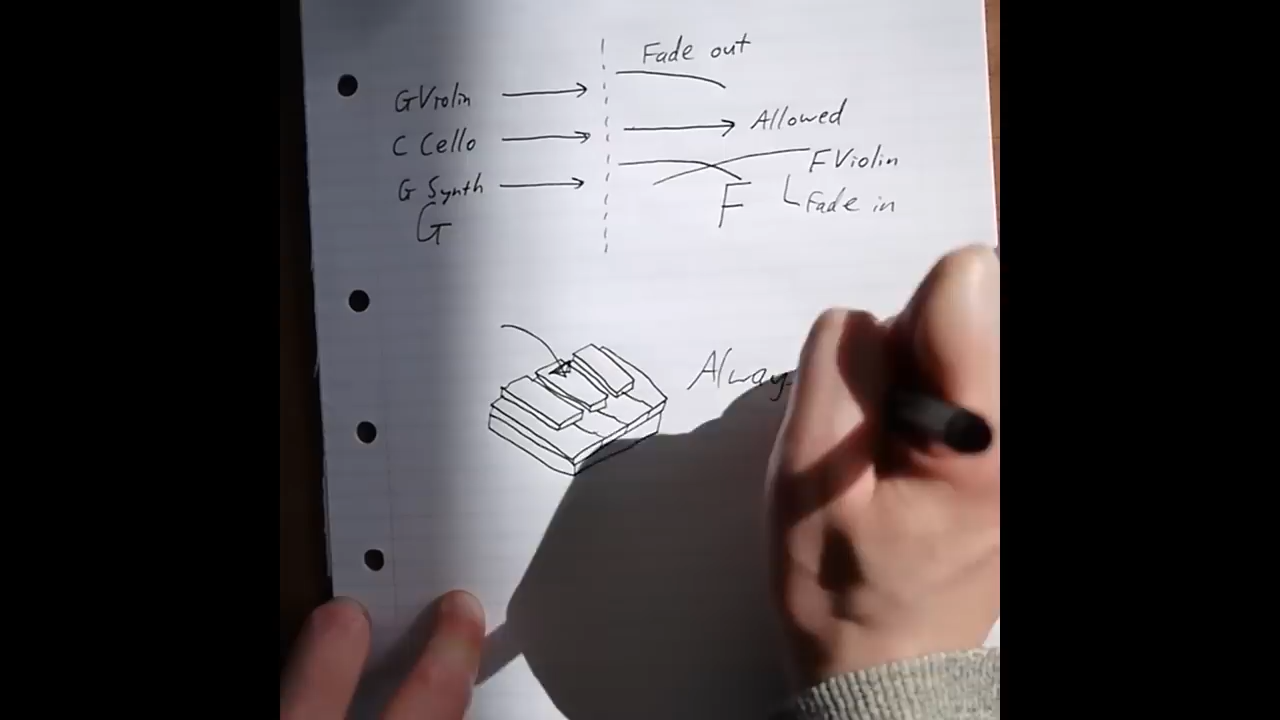 Fade out
G Violin
Allowed
C Cello
F Violin
G Synth
Fade in
F
G